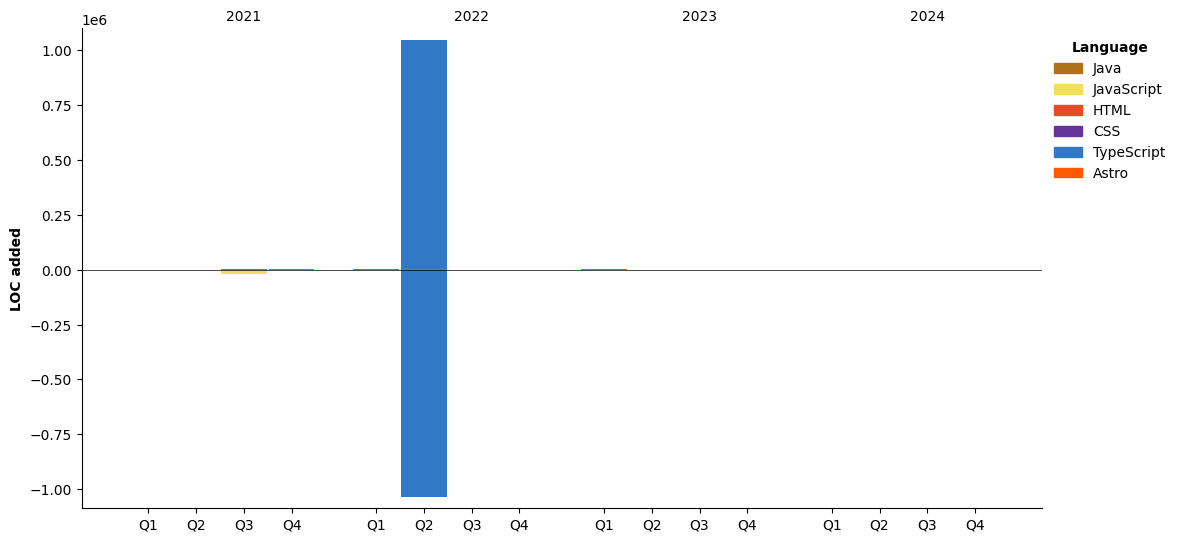 2021 2022 2023 2024
1e6
1.00
0.75
0.50
0.25
0.00
−0.25
−0.50
−0.75
−1.00
LOC added
Q1 Q2 Q3 Q4 Q1 Q2 Q3 Q4 Q1 Q2 Q3 Q4 Q1 Q2 Q3 Q4
Language
Java
JavaScript
HTML
CSS
TypeScript
Astro